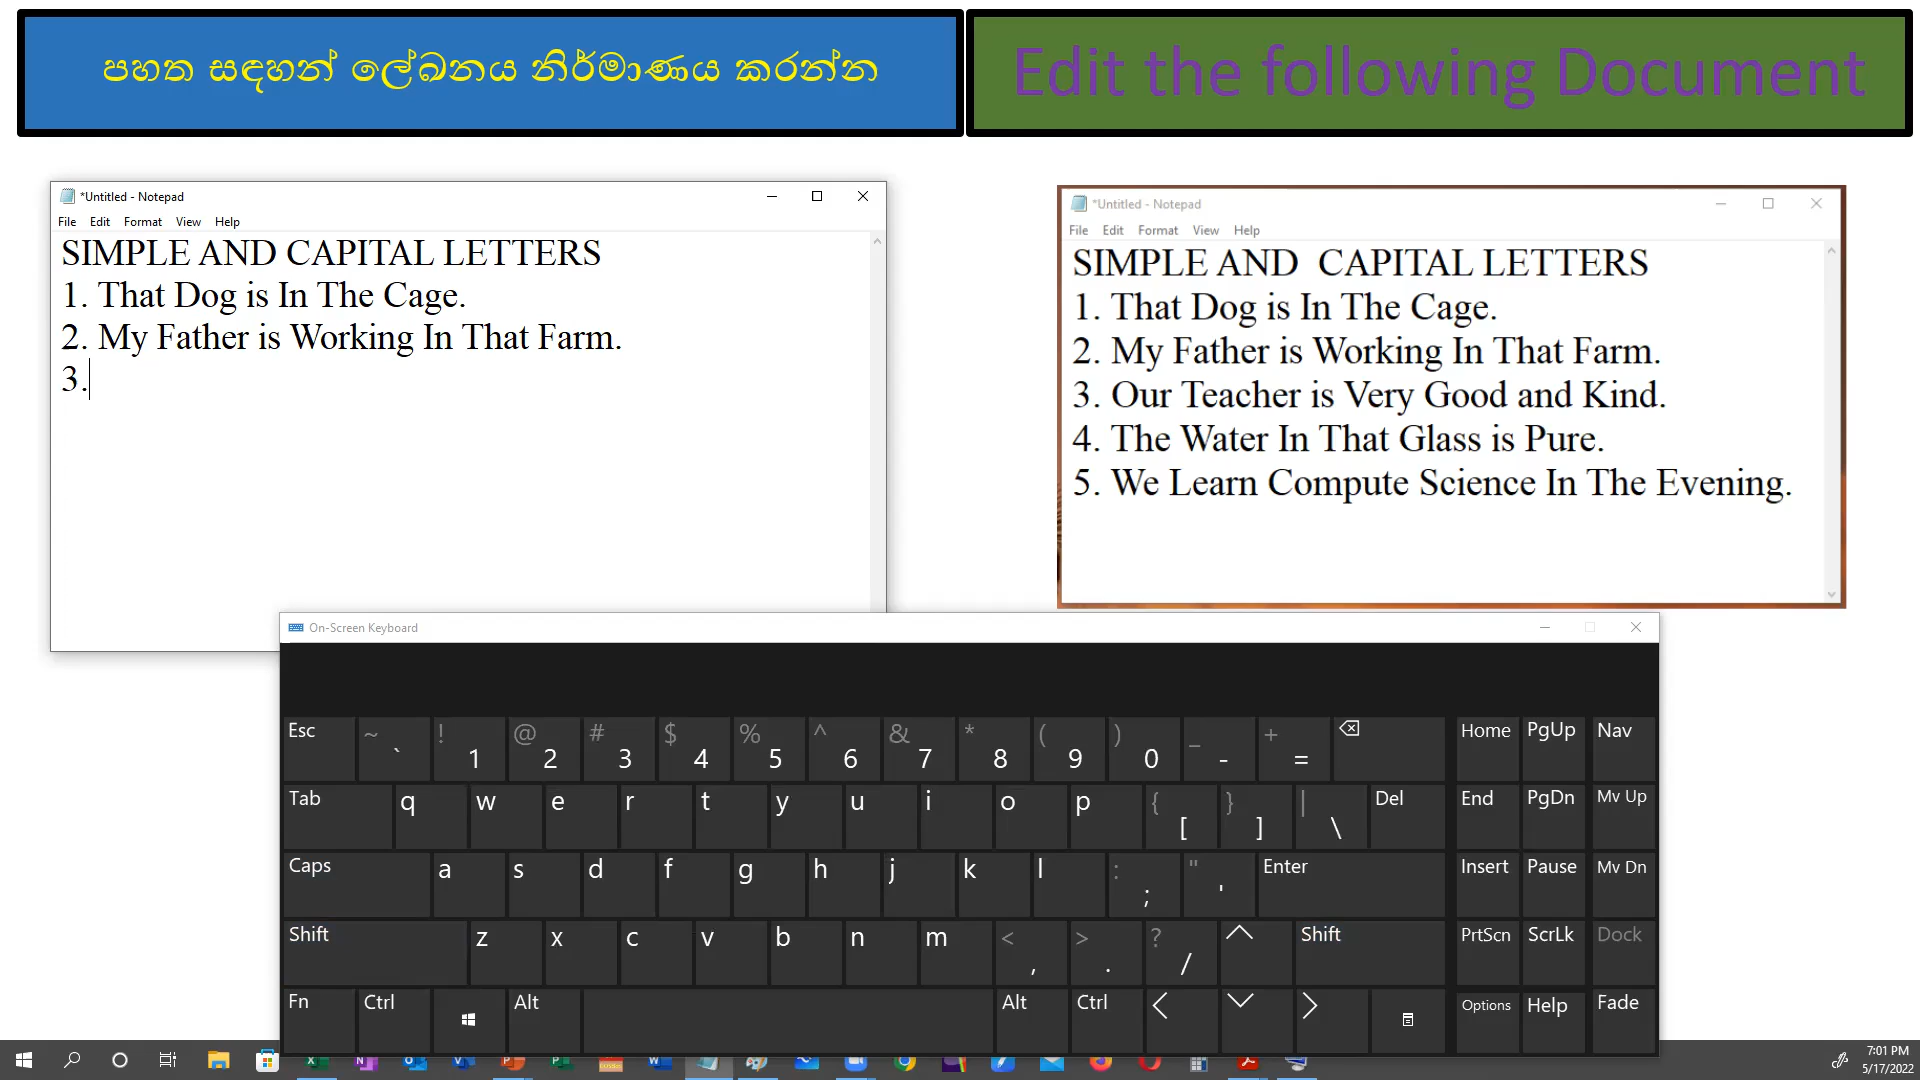 පහත සඳහන් ලේඛනය නිර්මාණය කරන්න
Edit the following Document
*Untitled - Notepad
File Edit Format View Help
SIMPLE AND CAPITAL LETTERS
1. That Dog is In The Cage.
2. My Father is Working In That Farm.
3.
*Untitled - Notepad
File Edit Format View Help
SIMPLE AND  CAPITAL LETTERS
1. That Dog is In The Cage.
2. My Father is Working In That Farm.
3. Our Teacher is Very Good and Kind.
4. The Water In That Glass is Pure.
5. We Learn Compute Science In The Evening.
On-Screen Keyboard
Esc ~ ` ! 1 @ 2 # 3 $ 4 % 5 ^ 6 & 7 * 8 ( 9 ) 0 _ - + = Home PgUp Nav
Tab q w e r t y u i o p { [ } ] | \ Del End PgDn Mv Up
Caps a s d f g h j k l : ; " ' Enter Insert Pause Mv Dn
Shift z x c v b n m < , > . ? / Shift PrtScn ScrLk Dock
Fn Ctrl Alt Alt Ctrl Options Help Fade
7:01 PM
5/17/2022